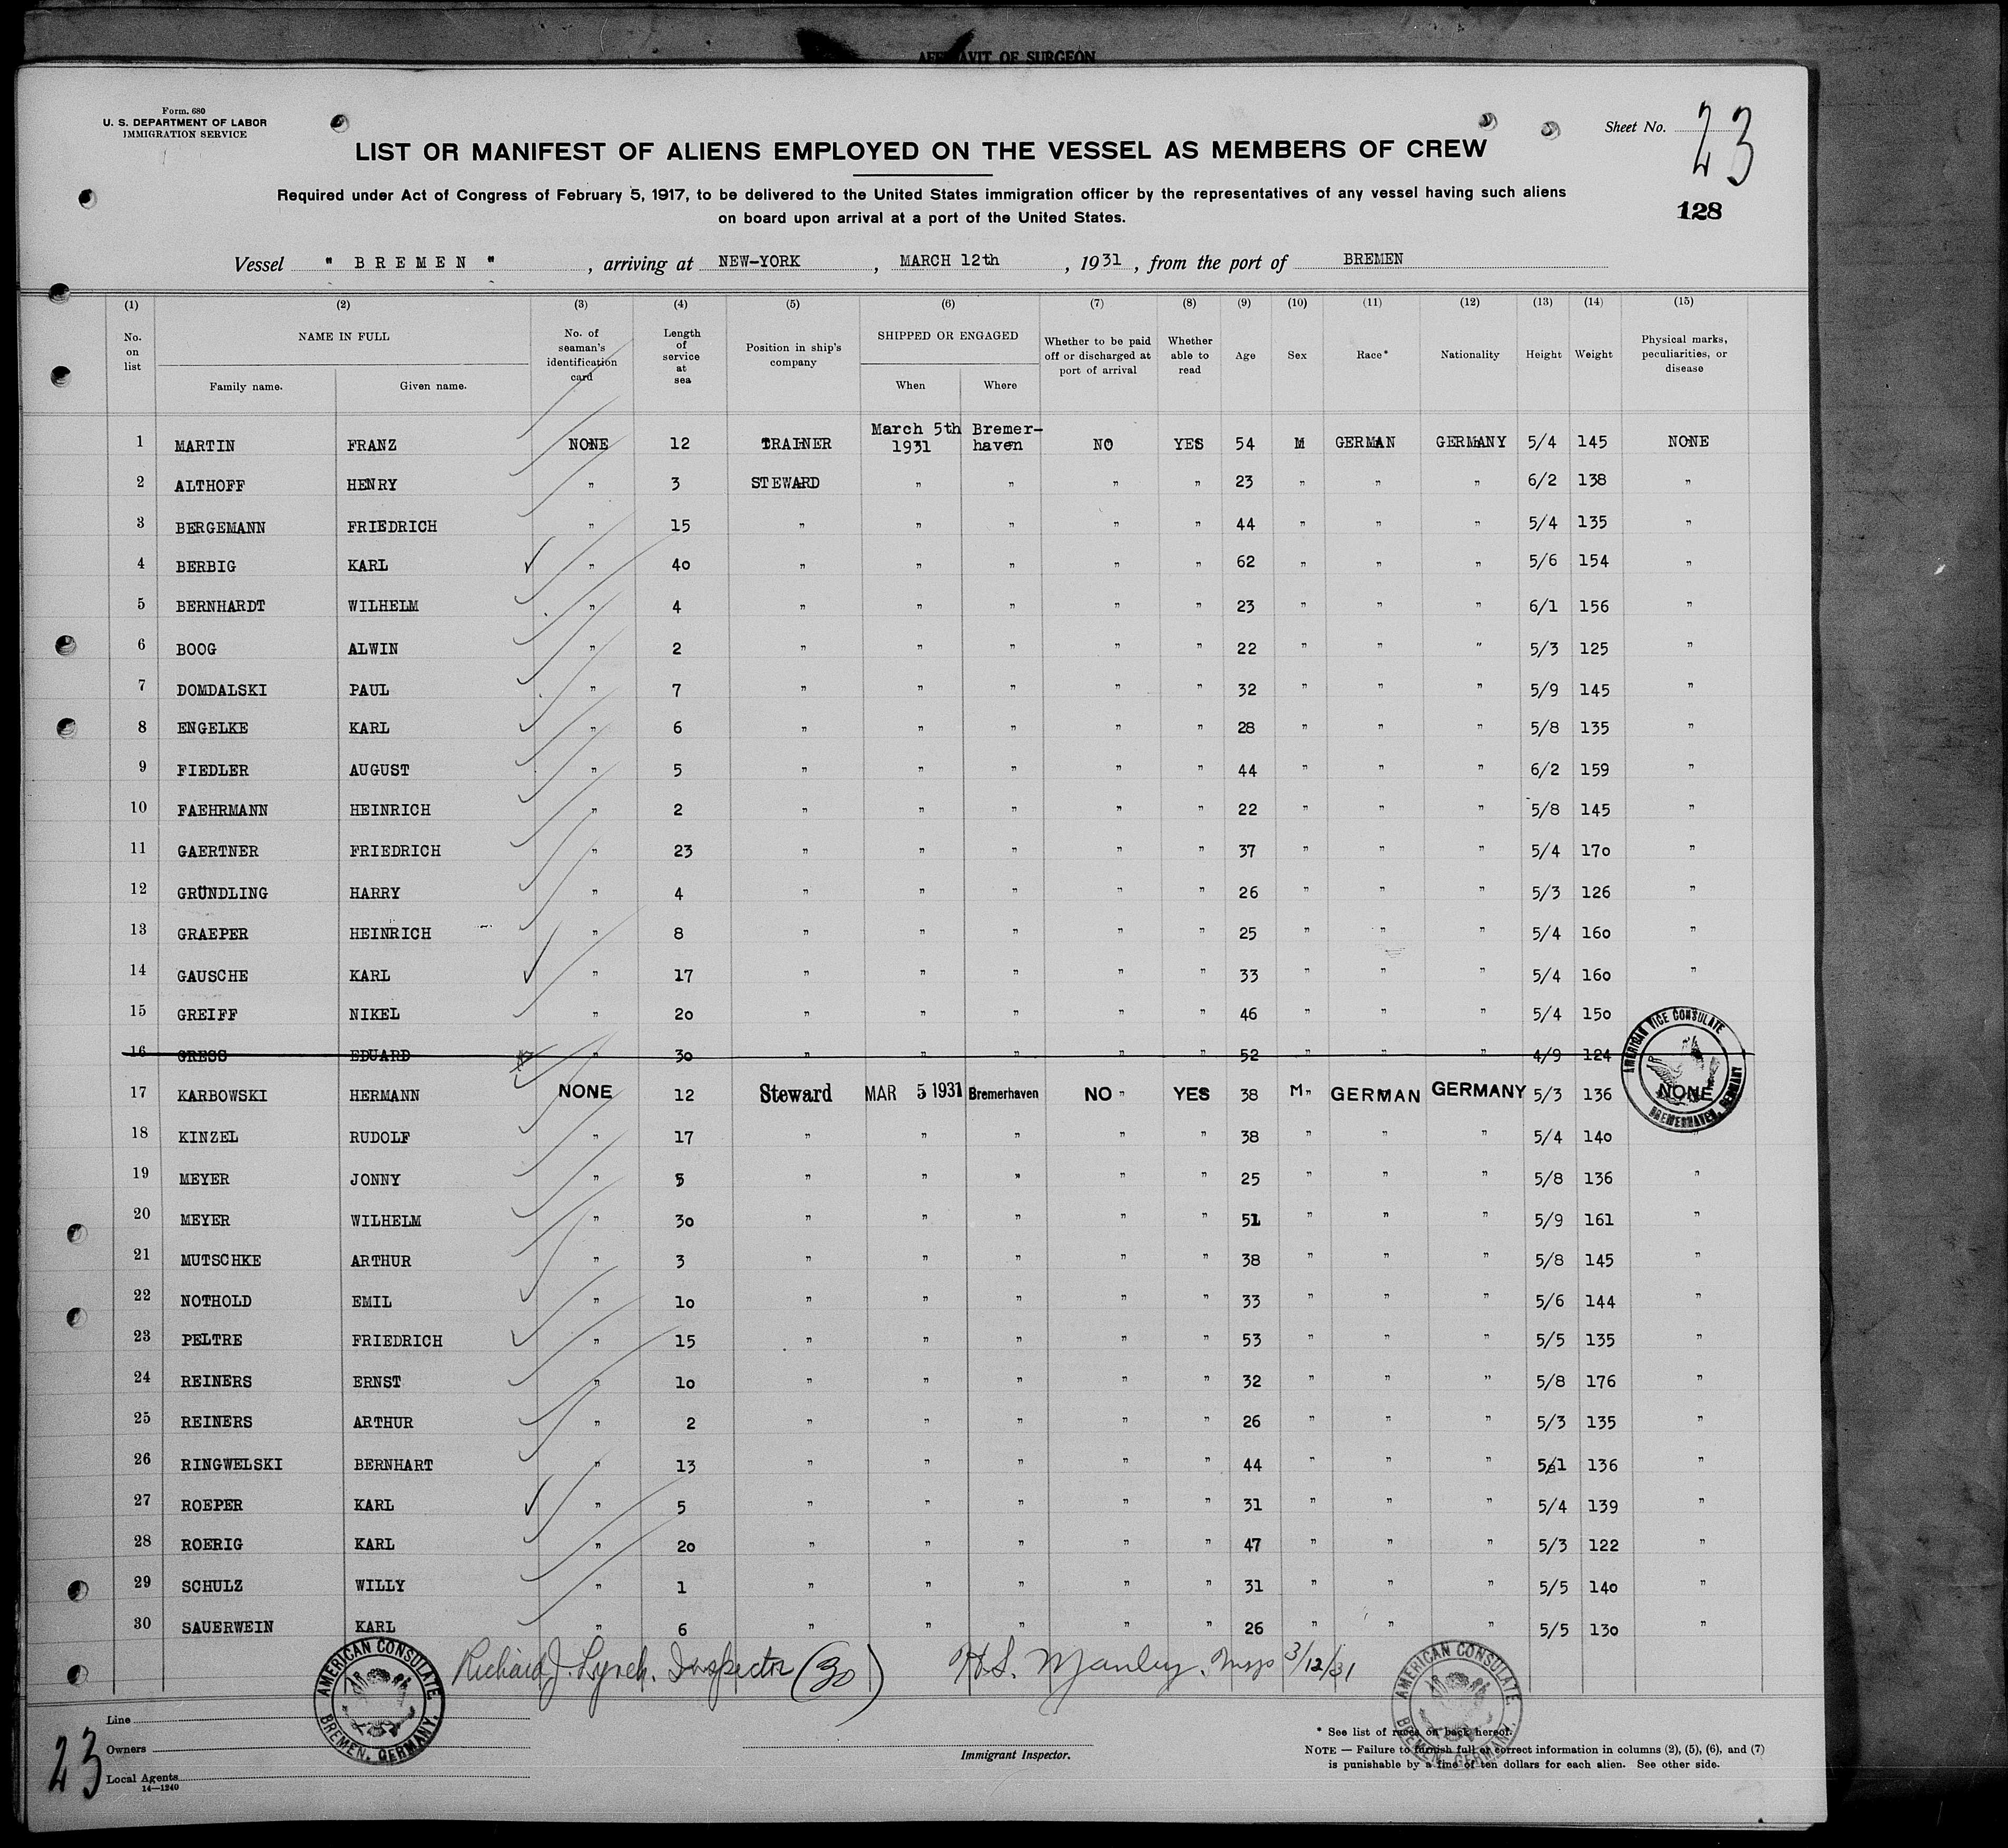 AFFIDAVIT OF SURGEON
Form. 680
U. S. DEPARTMENT OF LABOR
IMMIGRATION SERVICE
Sheet No. 23
LIST OR MANIFEST OF ALIENS EMPLOYED ON THE VESSEL AS MEMBERS OF CREW
Required under Act of Congress of February 5, 1917, to be delivered to the United States immigration officer by the representatives of any vessel having such aliens
on board upon arrival at a port of the United States.
128
Vessel " BREMEN " , arriving at NEW-YORK , MARCH 12th , 1931 , from the port of BREMEN
(1) (2) (3) (4) (5) (6) (7) (8) (9) (10) (11) (12) (13) (14) (15)
No. on list NAME IN FULL Family name. Given name. No. of seaman's identification card Length of service at sea Position in ship's company SHIPPED OR ENGAGED When Where Whether to be paid off or discharged at port of arrival Whether able to read Age Sex Race* Nationality Height Weight Physical marks, peculiarities, or disease
1 MARTIN FRANZ NONE 12 TRAINER March 5th 1931 Bremer-haven NO YES 54 M GERMAN GERMANY 5/4 145 NONE
2 ALTHOFF HENRY " 3 STEWARD " " " " 23 " " " 6/2 138 "
3 BERGEMANN FRIEDRICH " 15 " " " " " 44 " " " 5/4 135 "
4 BERBIG KARL " 40 " " " " " 62 " " " 5/6 154 "
5 BERNHARDT WILHELM " 4 " " " " " 23 " " " 6/1 156 "
6 BOOG ALWIN " 2 " " " " " 22 " " " 5/3 125 "
7 DOMDALSKI PAUL " 7 " " " " " 32 " " " 5/9 145 "
8 ENGELKE KARL " 6 " " " " " 28 " " " 5/8 135 "
9 FIEDLER AUGUST " 5 " " " " " 44 " " " 6/2 159 "
10 FAEHRMANN HEINRICH " 2 " " " " " 22 " " " 5/8 145 "
11 GAERTNER FRIEDRICH " 23 " " " " " 37 " " " 5/4 170 "
12 GRÜNDLING HARRY " 4 " " " " " 26 " " " 5/3 126 "
13 GRAEPER HEINRICH " 8 " " " " " 25 " " " 5/4 160 "
14 GAUSCHE KARL " 17 " " " " " 33 " " " 5/4 160 "
15 GREIFF NIKEL " 20 " " " " " 46 " " " 5/4 150
16 GRESS EDUARD " 30 " " " " " 52 " " " 4/9 124
17 KARBOWSKI HERMANN NONE 12 Steward MAR 5 1931 Bremerhaven NO " YES 38 M " GERMAN GERMANY 5/3 136 NONE
AMERICAN VICE CONSULATE BREMERHAVEN, GERMANY
18 KINZEL RUDOLF " 17 " " " " " 38 " " " 5/4 140 "
19 MEYER JONNY " 5 " " " " " 25 " " " 5/8 136 "
20 MEYER WILHELM " 30 " " " " " 51 " " " 5/9 161 "
21 MUTSCHKE ARTHUR " 3 " " " " " 38 " " " 5/8 145 "
22 NOTHOLD EMIL " 10 " " " " " 33 " " " 5/6 144 "
23 PELTRE FRIEDRICH " 15 " " " " " 53 " " " 5/5 135 "
24 REINERS ERNST " 10 " " " " " 32 " " " 5/8 176 "
25 REINERS ARTHUR " 2 " " " " " 26 " " " 5/3 135 "
26 RINGWELSKI BERNHART " 13 " " " " " 44 " " " 5/1 136 "
27 ROEPER KARL " 5 " " " " " 31 " " " 5/4 139 "
28 ROERIG KARL " 20 " " " " " 47 " " " 5/3 122 "
29 SCHULZ WILLY " 1 " " " " " 31 " " " 5/5 140 "
30 SAUERWEIN KARL " 6 " " " " " 26 " " " 5/5 130 "
Richard J. Lynch. Inspector (30) H.S. Manley. Insp 3/12/31
AMERICAN CONSULATE BREMEN, GERMANY.
AMERICAN CONSULATE BREMEN, GERMANY.
Line
Owners
Local Agents
14—1240
23
Immigrant Inspector.
* See list of races on back hereof.
NOTE — Failure to furnish full or correct information in columns (2), (5), (6), and (7)
is punishable by a fine of ten dollars for each alien. See other side.